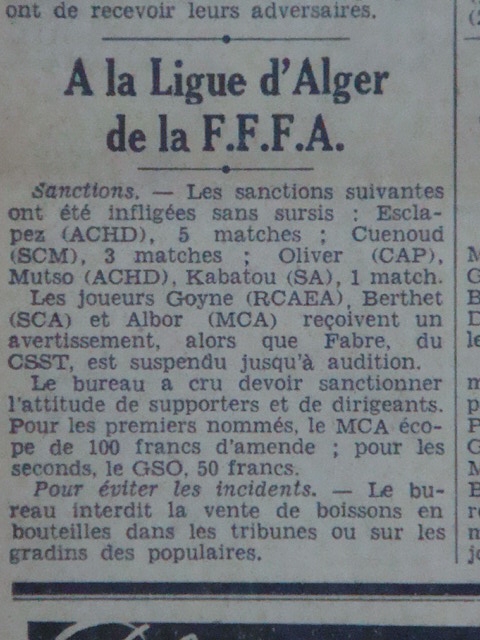 ont de recevoir leurs adversaires.
A la Ligue d'Alger
de la F.F.F.A.
Sanctions. — Les sanctions suivantes
ont été infligées sans sursis : Escla-
pez (ACHD), 5 matches ; Cuenoud
(SCM), 3 matches ; Oliver (CAP),
Mutso (ACHD), Kabatou (SA), 1 match.
Les joueurs Goyne (RCAEA), Berthet
(SCA) et Albor (MCA) reçoivent un
avertissement, alors que Fabre, du
CSST, est suspendu jusqu'à audition.
Le bureau a cru devoir sanctionner
l'attitude de supporters et de dirigeants.
Pour les premiers nommés, le MCA éco-
pe de 100 francs d'amende ; pour les
seconds, le GSO, 50 francs.
Pour éviter les incidents. — Le bu-
reau interdit la vente de boissons en
bouteilles dans les tribunes ou sur les
gradins des populaires.